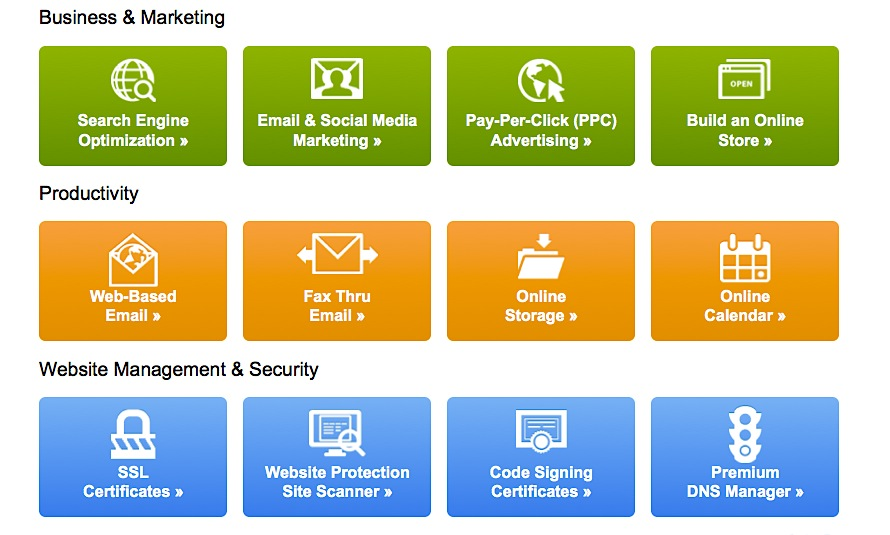 Business & Marketing
Search Engine
Optimization »
Email & Social Media
Marketing »
Pay-Per-Click (PPC)
Advertising »
OPEN
Build an Online
Store »
Productivity
Web-Based
Email »
Fax Thru
Email »
Online
Storage »
Online
Calendar »
Website Management & Security
SSL
Certificates »
Website Protection
Site Scanner »
Code Signing
Certificates »
Premium
DNS Manager »